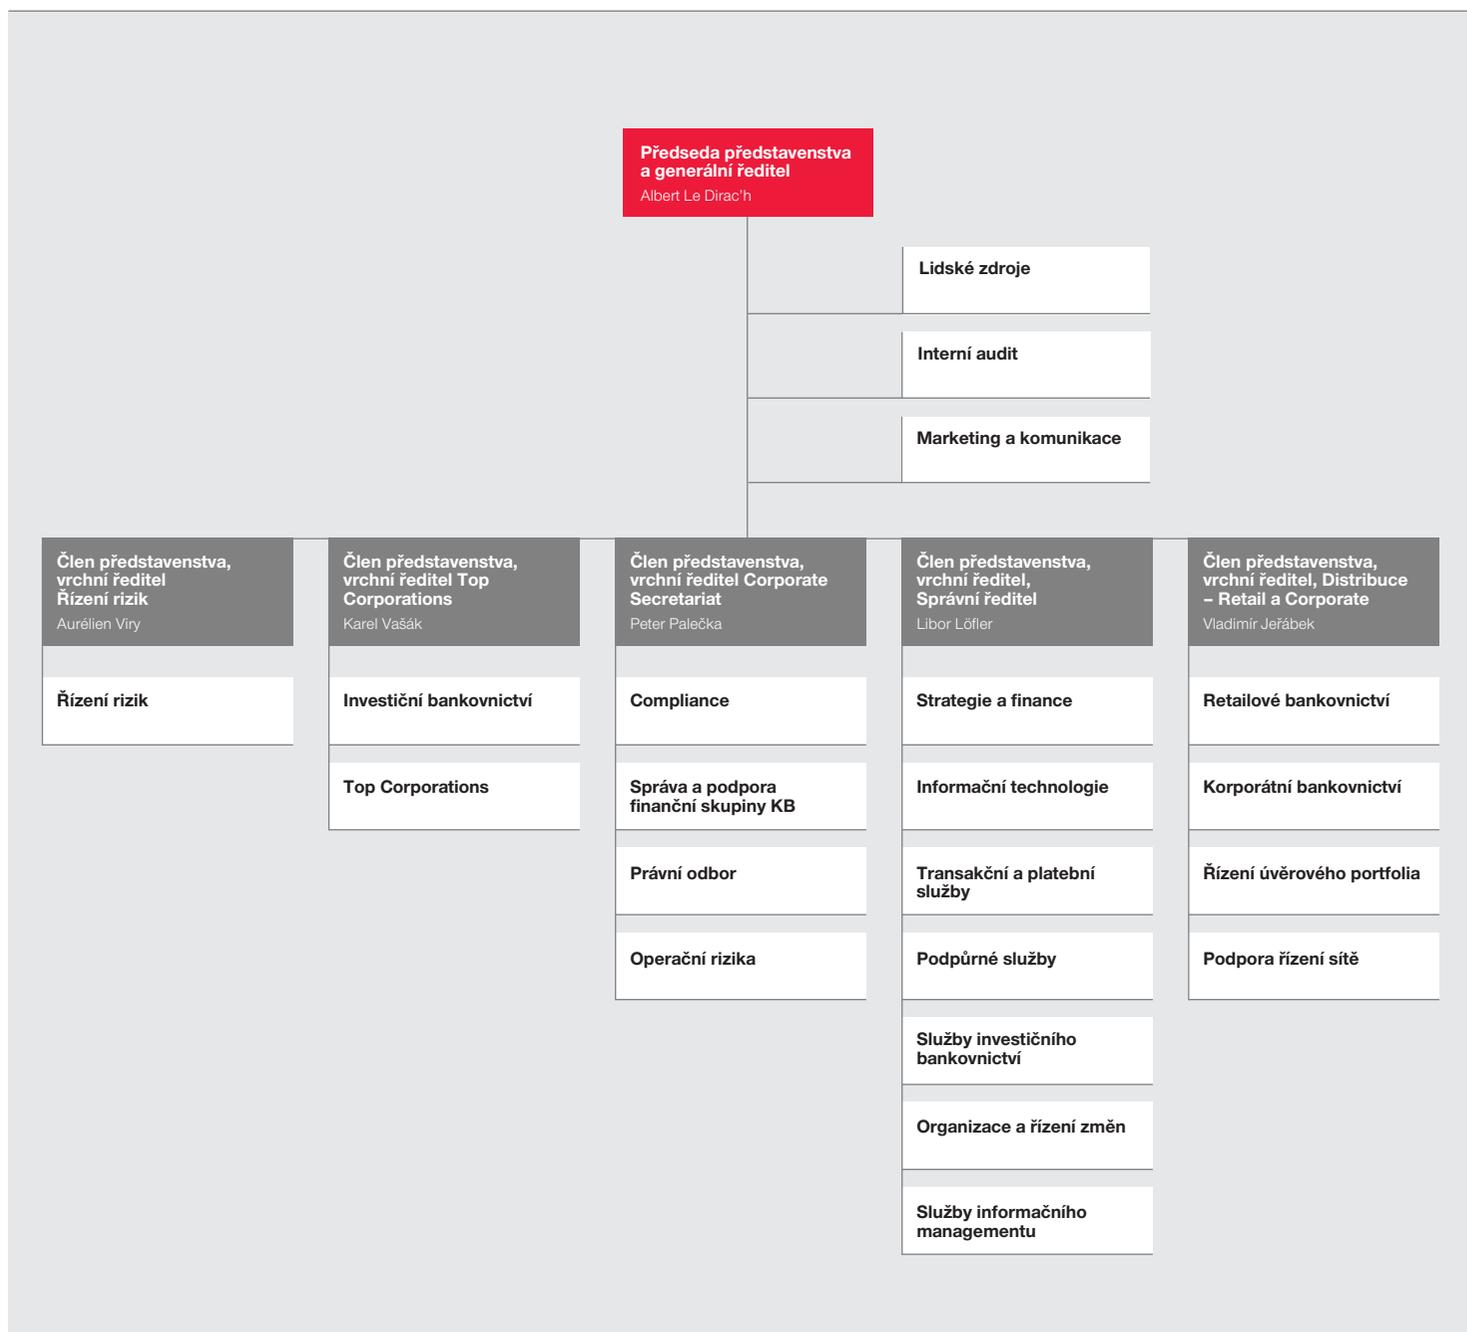 Předseda představenstva
a generální ředitel
Albert Le Dirac'h
Lidské zdroje
Interní audit
Marketing a komunikace
Člen představenstva,
vrchní ředitel
Řízení rizik
Aurélien Viry
Řízení rizik
Člen představenstva,
vrchní ředitel Top
Corporations
Karel Vašák
Investiční bankovnictví
Top Corporations
Člen představenstva,
vrchní ředitel Corporate
Secretariat
Peter Palečka
Compliance
Správa a podpora
finanční skupiny KB
Právní odbor
Operační rizika
Člen představenstva,
vrchní ředitel,
Správní ředitel
Libor Löfler
Strategie a finance
Informační technologie
Transakční a platební
služby
Podpůrné služby
Služby investičního
bankovnictví
Organizace a řízení změn
Služby informačního
managementu
Člen představenstva,
vrchní ředitel, Distribuce
– Retail a Corporate
Vladimír Jeřábek
Retailové bankovnictví
Korporátní bankovnictví
Řízení úvěrového portfolia
Podpora řízení sítě